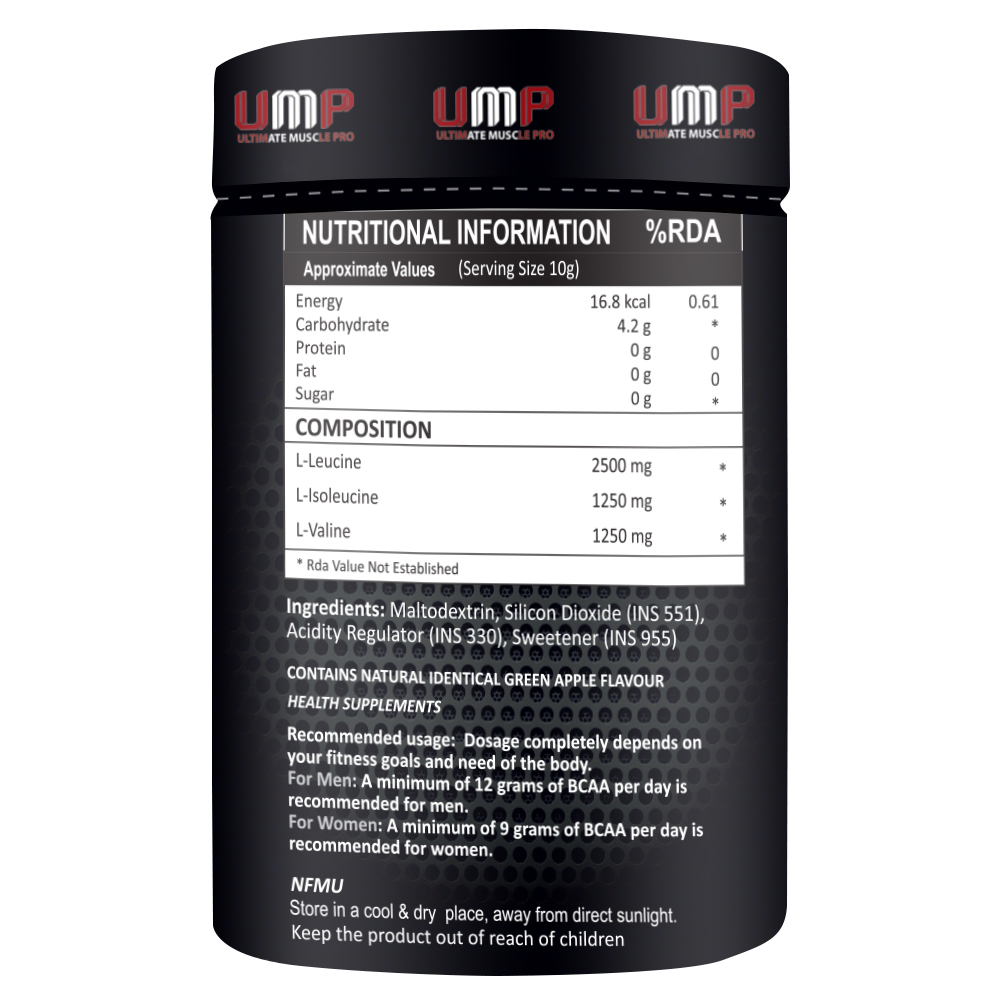 UMP UMP UMP
ULTIMATE MUSCLE PRO ULTIMATE MUSCLE PRO ULTIMATE MUSCLE PRO
NUTRITIONAL INFORMATION %RDA
Approximate Values (Serving Size 10g)
Energy 16.8 kcal 0.61
Carbohydrate 4.2 g *
Protein 0 g 0
Fat 0 g 0
Sugar 0 g *
COMPOSITION
L-Leucine 2500 mg *
L-Isoleucine 1250 mg *
L-Valine 1250 mg *
* Rda Value Not Established
Ingredients: Maltodextrin, Silicon Dioxide (INS 551),
Acidity Regulator (INS 330), Sweetener (INS 955)
CONTAINS NATURAL IDENTICAL GREEN APPLE FLAVOUR
HEALTH SUPPLEMENTS
Recommended usage: Dosage completely depends on
your fitness goals and need of the body.
For Men: A minimum of 12 grams of BCAA per day is
recommended for men.
For Women: A minimum of 9 grams of BCAA per day is
recommended for women.
NFMU
Store in a cool & dry place, away from direct sunlight.
Keep the product out of reach of children